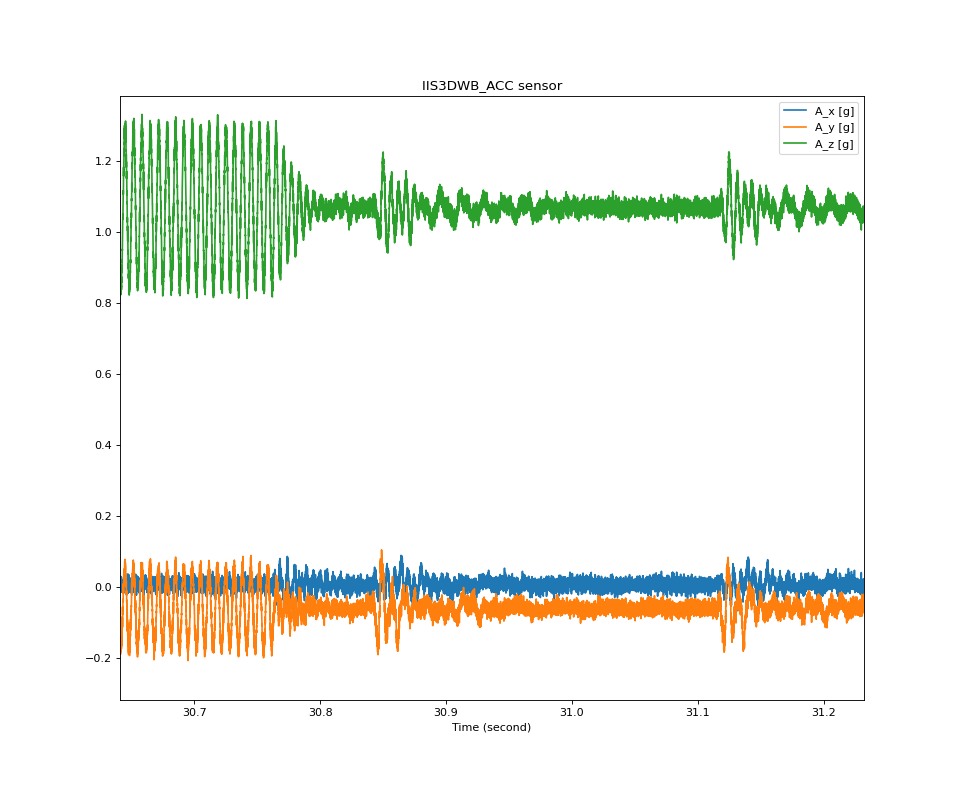 IIS3DWB_ACC sensor
A_x [g]
A_y [g]
A_z [g]
1.2
1.0
0.8
0.6
0.4
0.2
0.0
−0.2
30.7 30.8 30.9 31.0 31.1 31.2
Time (second)